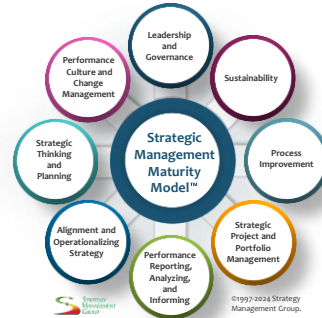 Leadership
and
Governance
Sustainability
Process
Improvement
Strategic
Project and
Portfolio
Management
Performance
Reporting,
Analyzing,
and
Informing
Alignment and
Operationalizing
Strategy
Strategic
Thinking
and
Planning
Performance
Culture and
Change
Management
Strategic
Management
Maturity
Model™
Strategy
Management
Group
©1997-2024 Strategy
Management Group.